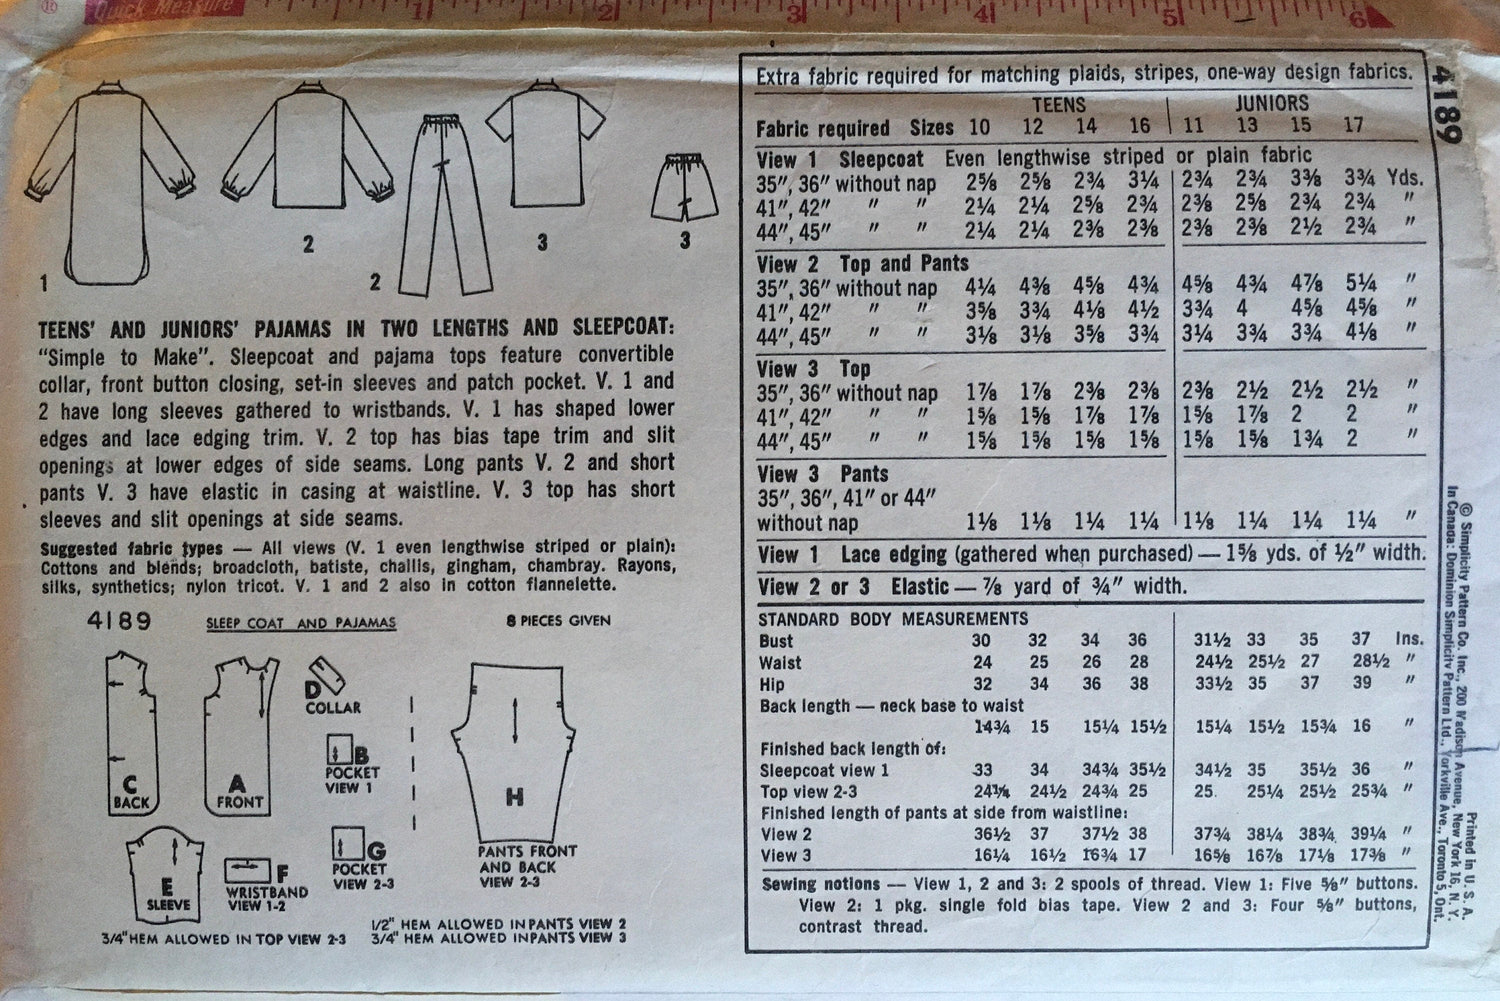 Quick Measure
1 2 3 4 5 6
1
2
2
3
3
TEENS' AND JUNIORS' PAJAMAS IN TWO LENGTHS AND SLEEPCOAT:
"Simple to Make". Sleepcoat and pajama tops feature convertible
collar, front button closing, set-in sleeves and patch pocket. V. 1 and
2 have long sleeves gathered to wristbands. V. 1 has shaped lower
edges and lace edging trim. V. 2 top has bias tape trim and slit
openings at lower edges of side seams. Long pants V. 2 and short
pants V. 3 have elastic in casing at waistline. V. 3 top has short
sleeves and slit openings at side seams.
Suggested fabric types — All views (V. 1 even lengthwise striped or plain):
Cottons and blends; broadcloth, batiste, challis, gingham, chambray. Rayons,
silks, synthetics; nylon tricot. V. 1 and 2 also in cotton flannelette.
4189 SLEEP COAT AND PAJAMAS 8 PIECES GIVEN
C
BACK
A
FRONT
D
COLLAR
B
POCKET
VIEW 1
H
PANTS FRONT
AND BACK
VIEW 2-3
E
SLEEVE
F
WRISTBAND
VIEW 1-2
G
POCKET
VIEW 2-3
3/4" HEM ALLOWED IN TOP VIEW 2-3
1/2" HEM ALLOWED IN PANTS VIEW 2
3/4" HEM ALLOWED IN PANTS VIEW 3
Extra fabric required for matching plaids, stripes, one-way design fabrics.
TEENS JUNIORS
Fabric required Sizes 10 12 14 16 11 13 15 17
View 1 Sleepcoat Even lengthwise striped or plain fabric
35", 36" without nap 2⅝ 2⅝ 2¾ 3¼ 2¾ 2¾ 3⅜ 3¾ Yds.
41", 42" " " 2¼ 2¼ 2⅝ 2¾ 2⅜ 2⅝ 2¾ 2¾ "
44", 45" " " 2¼ 2¼ 2⅜ 2⅜ 2⅜ 2⅜ 2½ 2¾ "
View 2 Top and Pants
35", 36" without nap 4¼ 4⅜ 4⅝ 4¾ 4⅝ 4¾ 4⅞ 5¼ "
41", 42" " " 3⅝ 3¾ 4⅛ 4½ 3¾ 4 4⅝ 4⅝ "
44", 45" " " 3⅛ 3⅛ 3⅝ 3¾ 3¼ 3¾ 3¾ 4⅛ "
View 3 Top
35", 36" without nap 1⅞ 1⅞ 2⅜ 2⅜ 2⅜ 2½ 2½ 2½ "
41", 42" " " 1⅝ 1⅝ 1⅞ 1⅞ 1⅝ 1⅞ 2 2 "
44", 45" " " 1⅝ 1⅝ 1⅝ 1⅝ 1⅝ 1⅝ 1¾ 2 "
View 3 Pants
35", 36", 41" or 44"
without nap 1⅛ 1⅛ 1¼ 1¼ 1⅛ 1¼ 1¼ 1¼ "
View 1 Lace edging (gathered when purchased) — 1⅝ yds. of ½" width.
View 2 or 3 Elastic — ⅞ yard of ¾" width.
STANDARD BODY MEASUREMENTS
Bust 30 32 34 36 31½ 33 35 37 Ins.
Waist 24 25 26 28 24½ 25½ 27 28½ "
Hip 32 34 36 38 33½ 35 37 39 "
Back length — neck base to waist
14¾ 15 15¼ 15½ 15¼ 15½ 15¾ 16 "
Finished back length of:
Sleepcoat view 1 33 34 34¾ 35½ 34½ 35 35½ 36 "
Top view 2-3 24¼ 24½ 24¾ 25 25 25¼ 25½ 25¾ "
Finished length of pants at side from waistline:
View 2 36½ 37 37½ 38 37¾ 38¼ 38¾ 39¼ "
View 3 16¼ 16½ 16¾ 17 16⅝ 16⅞ 17⅛ 17⅜ "
Sewing notions — View 1, 2 and 3: 2 spools of thread. View 1: Five ⅝" buttons.
View 2: 1 pkg. single fold bias tape. View 2 and 3: Four ⅝" buttons,
contrast thread.
4189
© Simplicity Pattern Co. Inc., 200 Madison Avenue, New York 16, N. Y.
In Canada: Dominion Simplicity Pattern Ltd., Yorkville Ave., Toronto 5, Ont.
Printed in U. S. A.